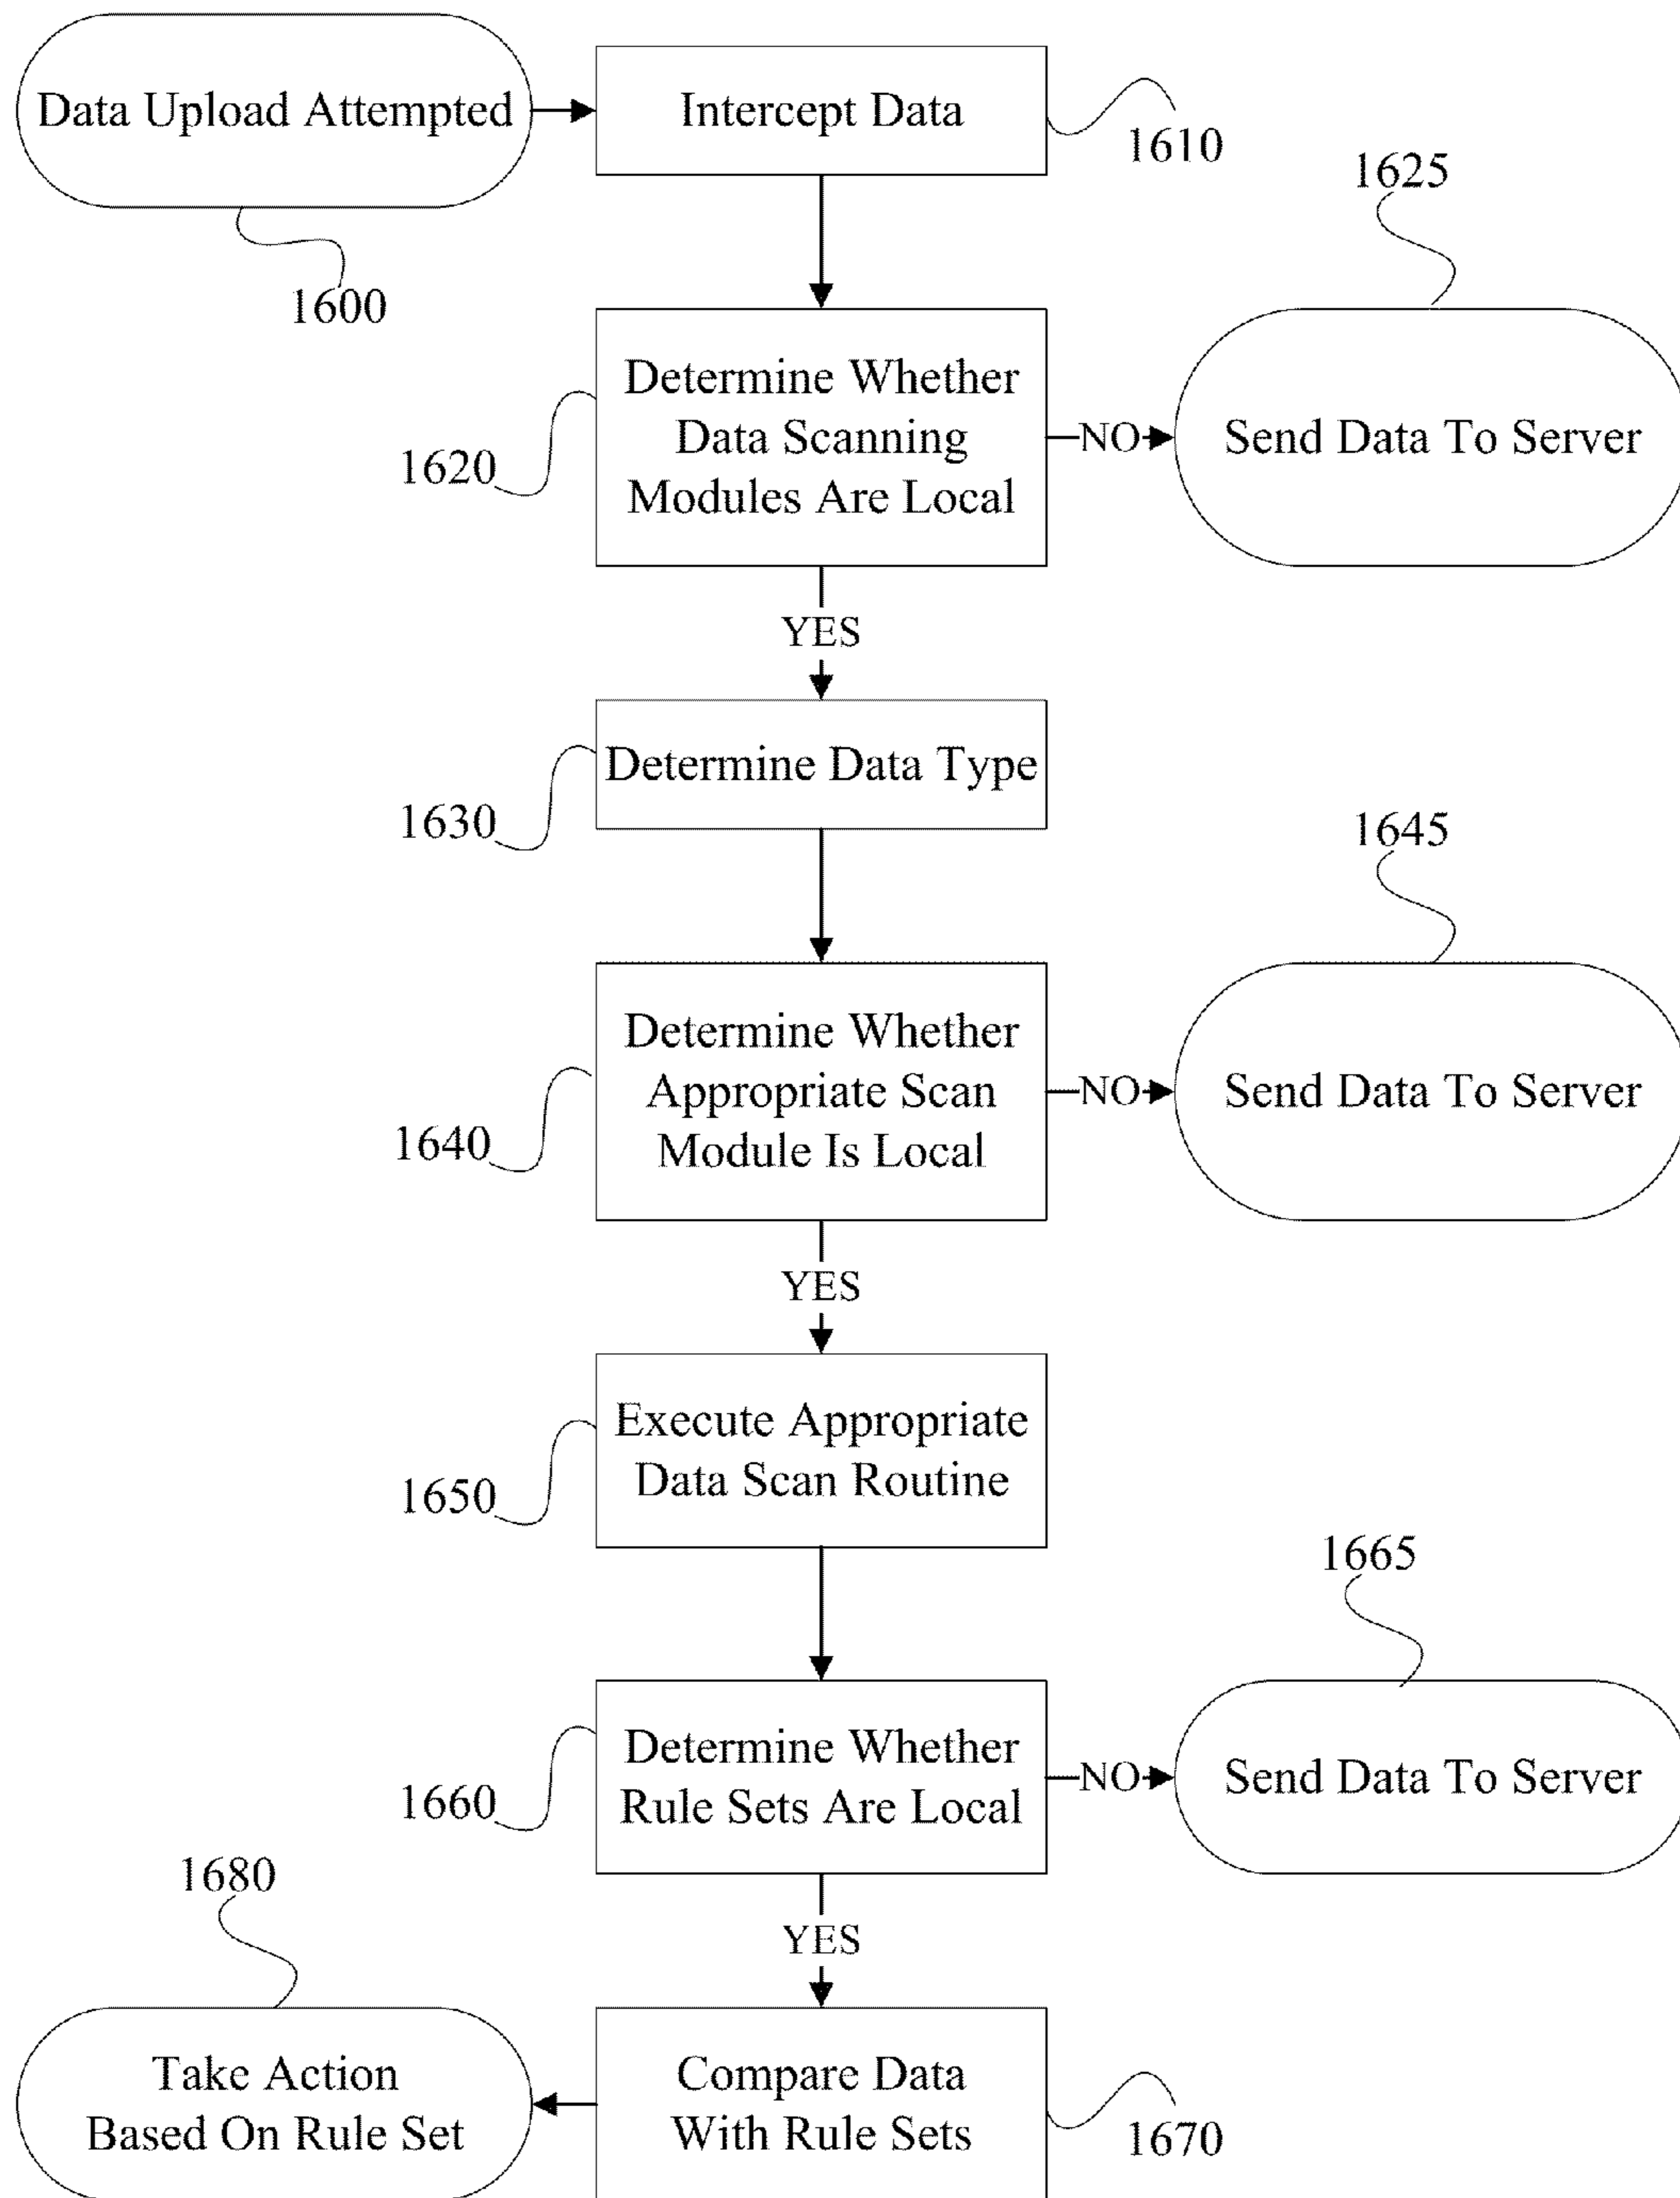 Data Upload Attempted
1600
Intercept Data
1610
Determine Whether
Data Scanning
Modules Are Local
1620
NO
Send Data To Server
1625
YES
Determine Data Type
1630
Determine Whether
Appropriate Scan
Module Is Local
1640
NO
Send Data To Server
1645
YES
Execute Appropriate
Data Scan Routine
1650
Determine Whether
Rule Sets Are Local
1660
NO
Send Data To Server
1665
YES
Compare Data
With Rule Sets
1670
Take Action
Based On Rule Set
1680